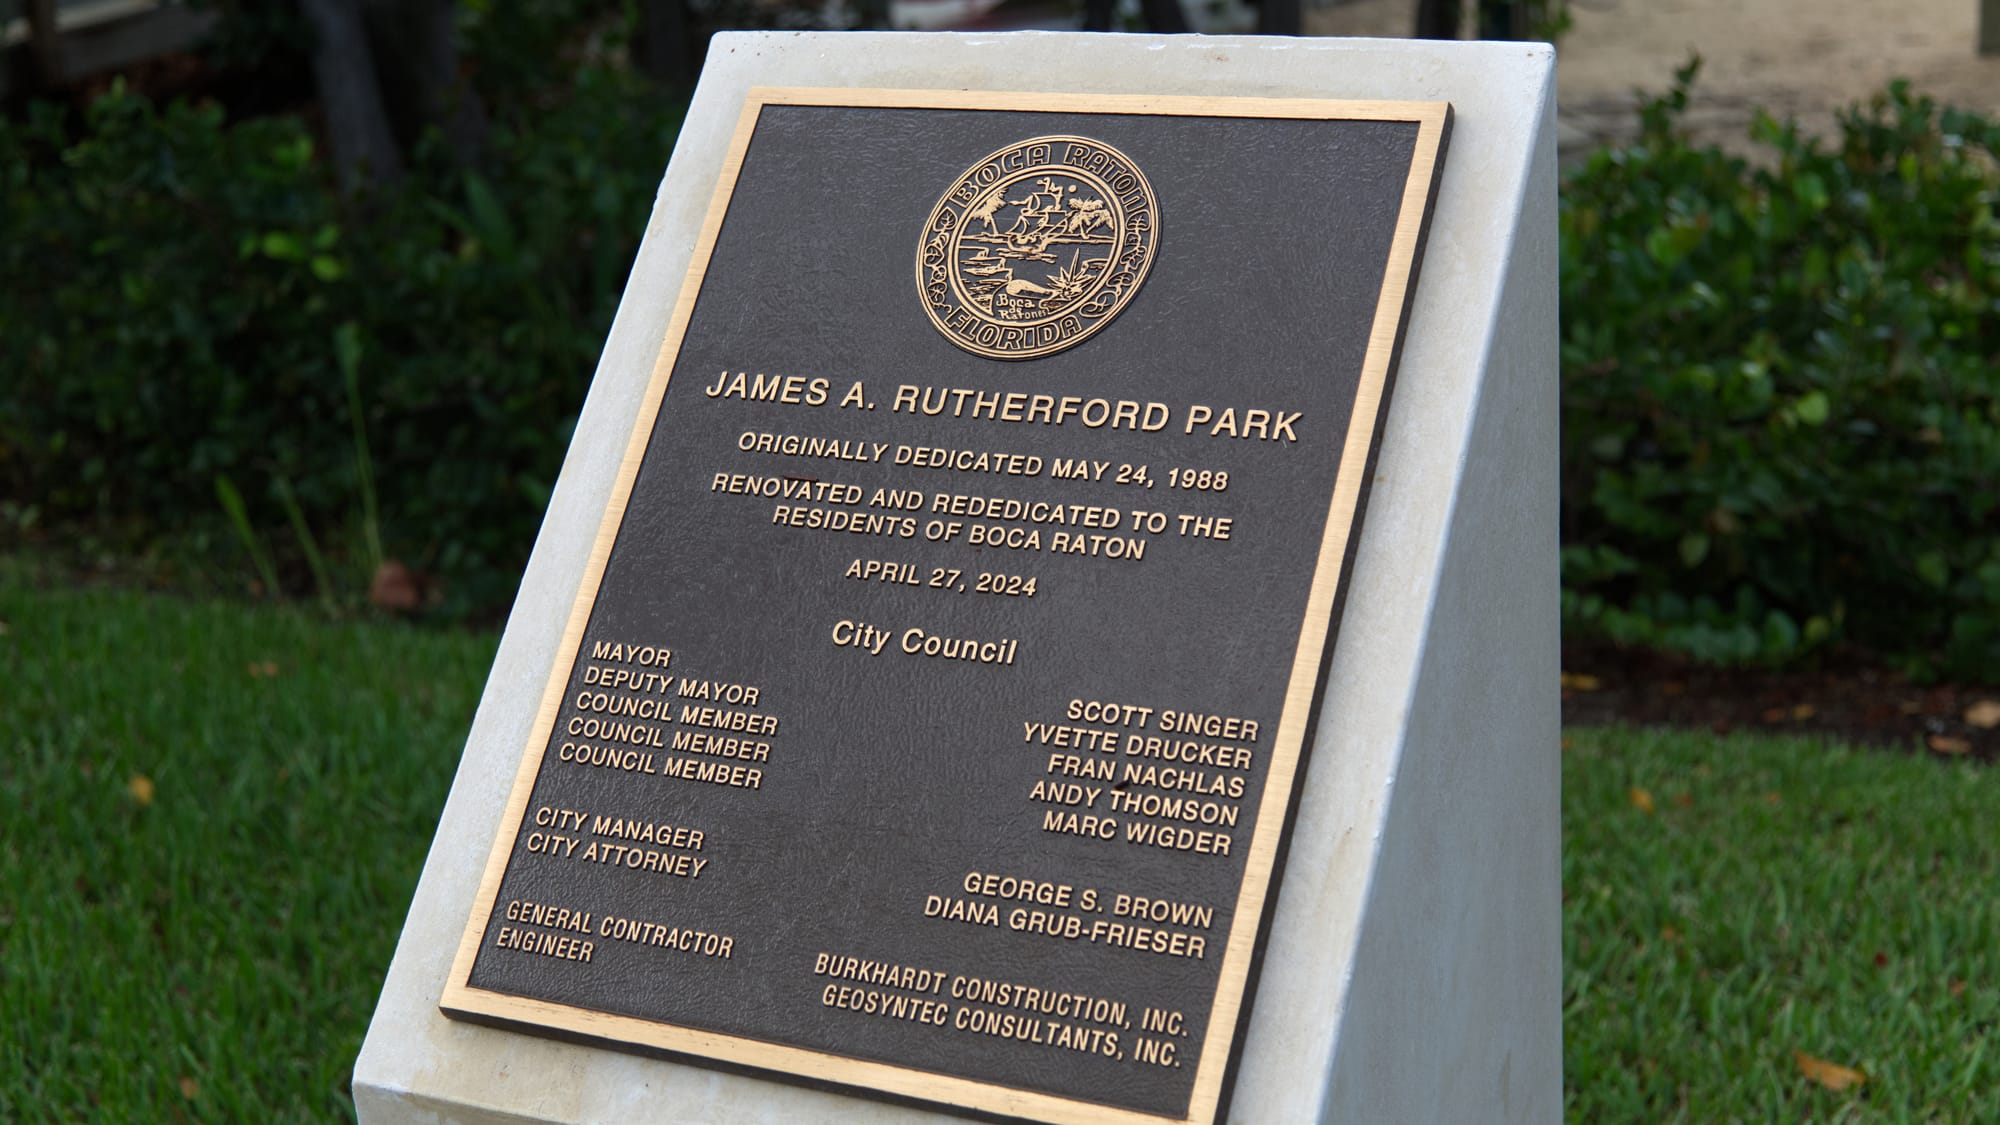 BOCA RATON
Boca
de
Ratones
FLORIDA
JAMES A. RUTHERFORD PARK
ORIGINALLY DEDICATED MAY 24, 1988
RENOVATED AND REDEDICATED TO THE
RESIDENTS OF BOCA RATON
APRIL 27, 2024
City Council
MAYOR SCOTT SINGER
DEPUTY MAYOR YVETTE DRUCKER
COUNCIL MEMBER FRAN NACHLAS
COUNCIL MEMBER ANDY THOMSON
COUNCIL MEMBER MARC WIGDER
CITY MANAGER GEORGE S. BROWN
CITY ATTORNEY DIANA GRUB-FRIESER
GENERAL CONTRACTOR BURKHARDT CONSTRUCTION, INC.
ENGINEER GEOSYNTEC CONSULTANTS, INC.